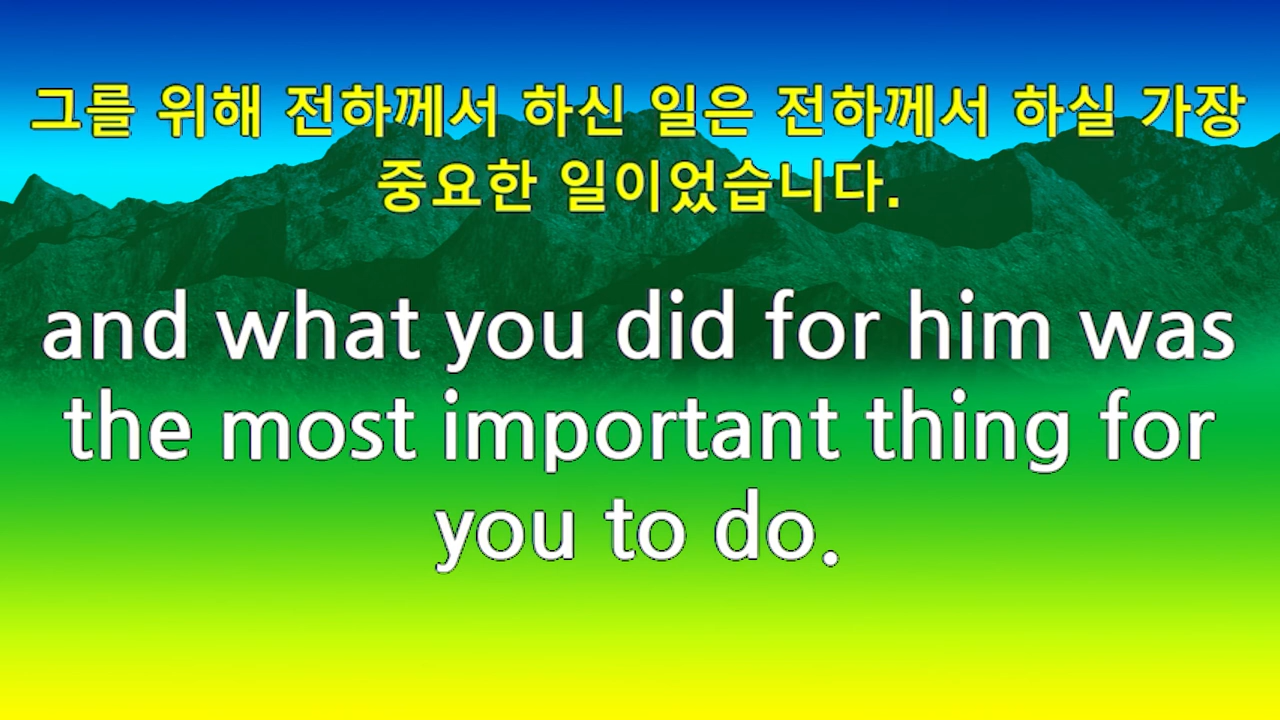 그를 위해 전하께서 하신 일은 전하께서 하실 가장
중요한 일이었습니다.
and what you did for him was
the most important thing for
you to do.